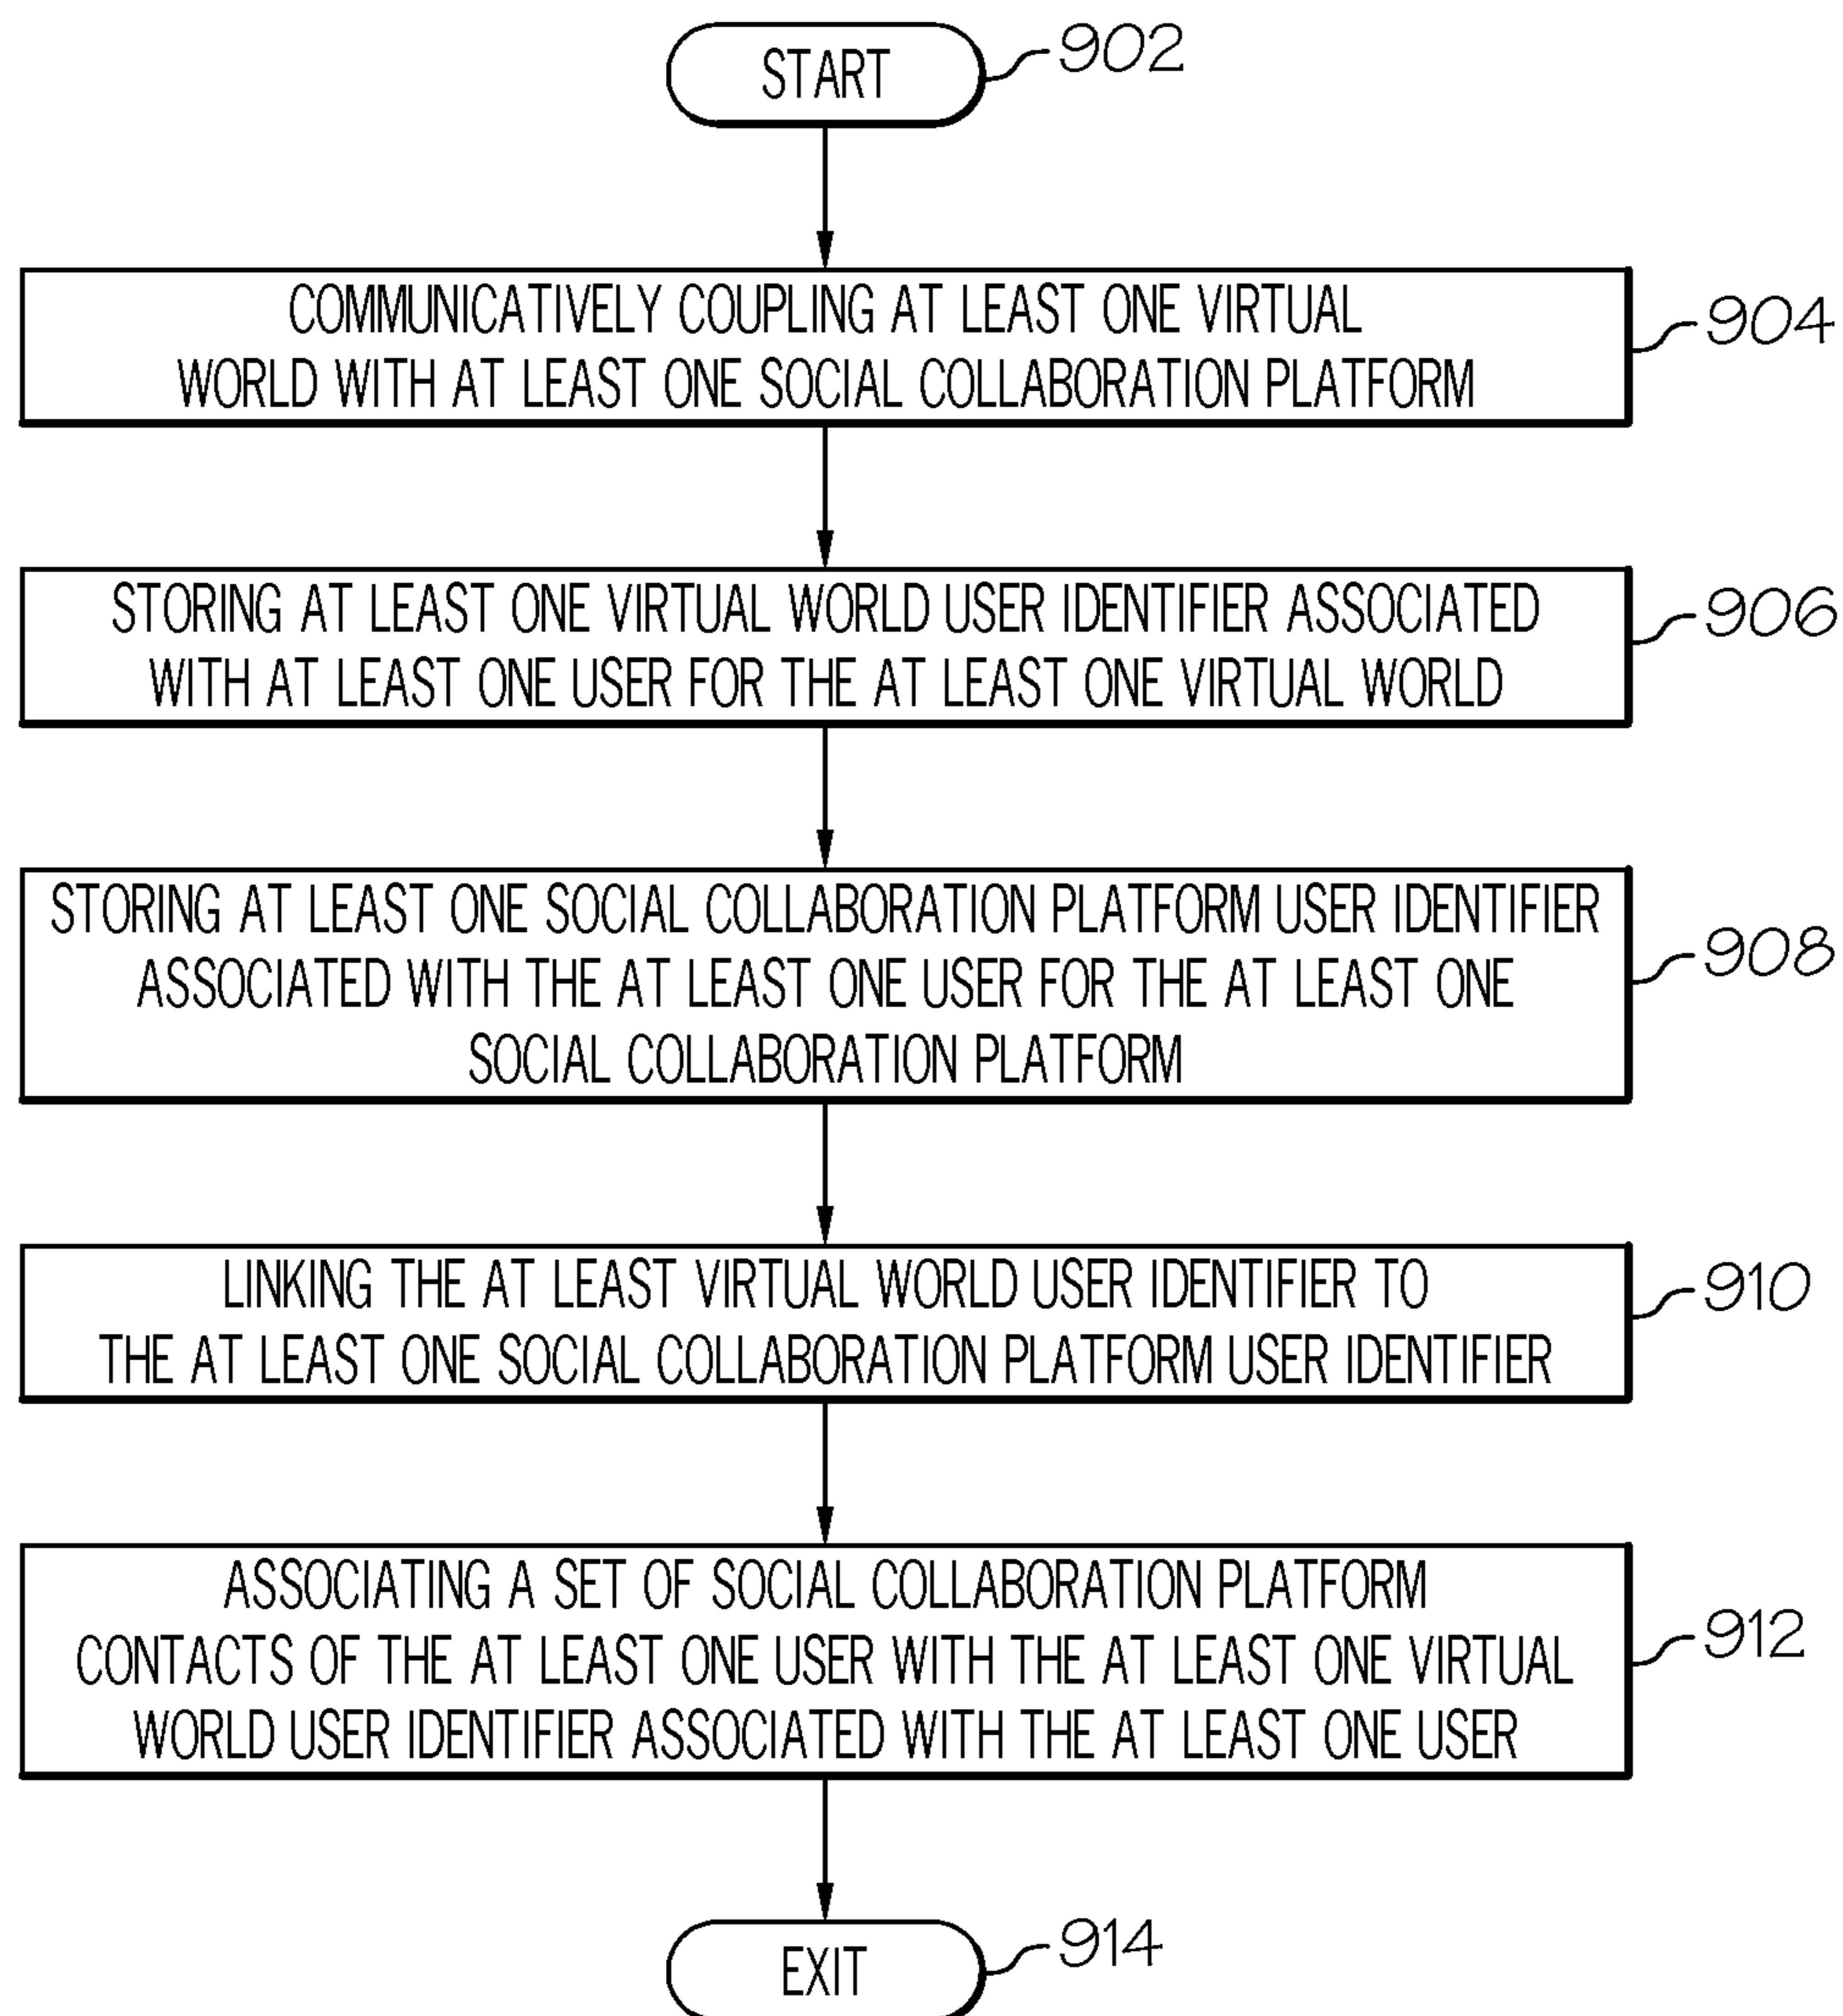 START
902
COMMUNICATIVELY COUPLING AT LEAST ONE VIRTUAL
WORLD WITH AT LEAST ONE SOCIAL COLLABORATION PLATFORM
904
STORING AT LEAST ONE VIRTUAL WORLD USER IDENTIFIER ASSOCIATED
WITH AT LEAST ONE USER FOR THE AT LEAST ONE VIRTUAL WORLD
906
STORING AT LEAST ONE SOCIAL COLLABORATION PLATFORM USER IDENTIFIER
ASSOCIATED WITH THE AT LEAST ONE USER FOR THE AT LEAST ONE
SOCIAL COLLABORATION PLATFORM
908
LINKING THE AT LEAST VIRTUAL WORLD USER IDENTIFIER TO
THE AT LEAST ONE SOCIAL COLLABORATION PLATFORM USER IDENTIFIER
910
ASSOCIATING A SET OF SOCIAL COLLABORATION PLATFORM
CONTACTS OF THE AT LEAST ONE USER WITH THE AT LEAST ONE VIRTUAL
WORLD USER IDENTIFIER ASSOCIATED WITH THE AT LEAST ONE USER
912
EXIT
914